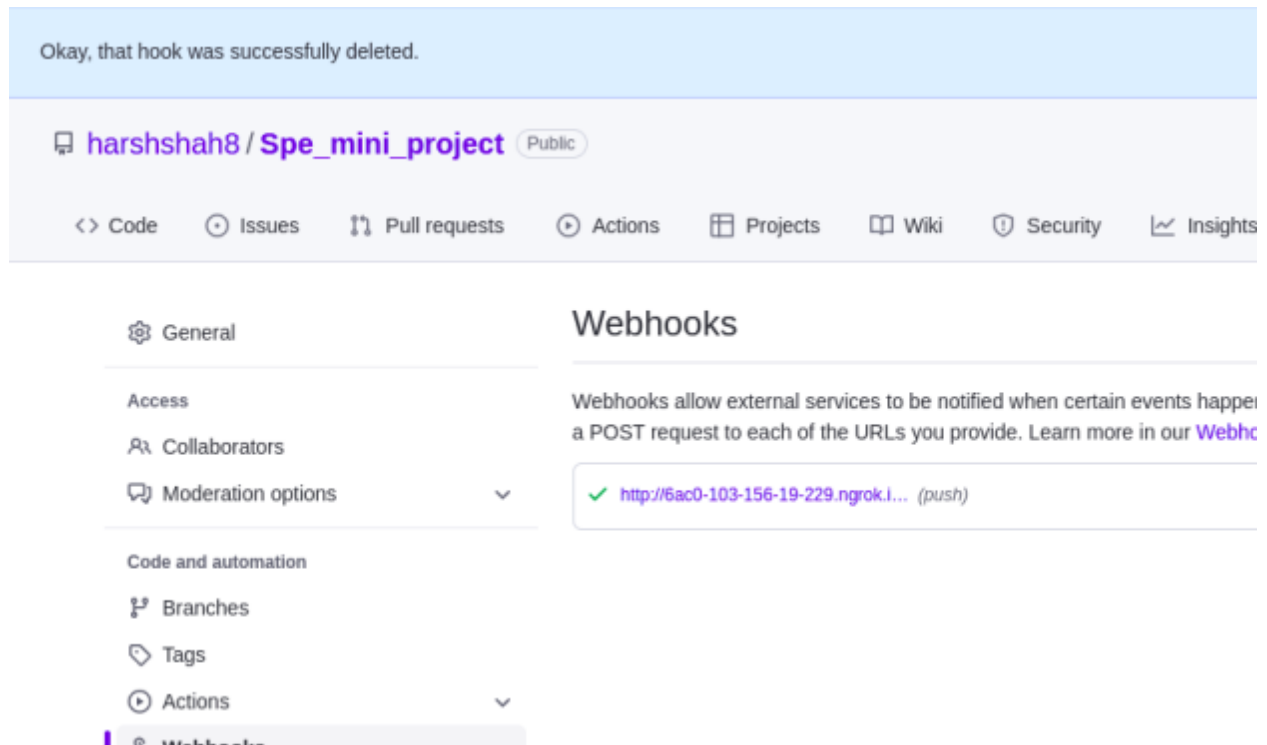 Okay, that hook was successfully deleted.
harshshah8 / Spe_mini_project Public
Code Issues Pull requests Actions Projects Wiki Security Insights
General
Access
Collaborators
Moderation options
Code and automation
Branches
Tags
Actions
Webhooks
Webhooks
Webhooks allow external services to be notified when certain events happen
a POST request to each of the URLs you provide. Learn more in our Webho
http://6ac0-103-156-19-229.ngrok.i... (push)